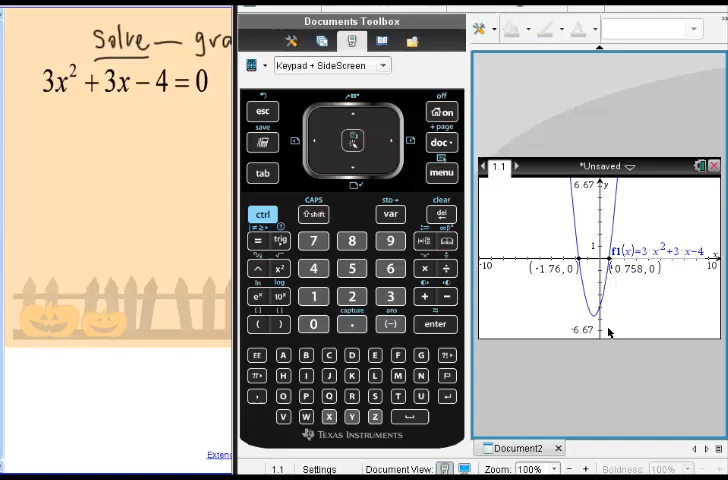 Solve — gra
3x² + 3x − 4 = 0
Documents Toolbox
Keypad + SideScreen
esc
off
on
save
+ page
doc
tab
menu
CAPS
sto→
clear
ctrl
shift
var
del
= trig 7 8 9
^ x² 4 5 6 × ÷
ln log
eˣ 10ˣ 1 2 3 + −
[ ] { } capture ans ≈
( ) 0 . (−) enter
EE A B C D E F G ?!
π H I J K L M N
, O P Q R S T U
V W X Y Z
TEXAS INSTRUMENTS
1.1 *Unsaved
6.67 y
f1(x)=3·x²+3·x−4
1
x
-10 (-1.76,0) (0.758,0) 10
-6.67
Document2
Extend
1.1 Settings Document View: Zoom: 100% Boldness: 100%